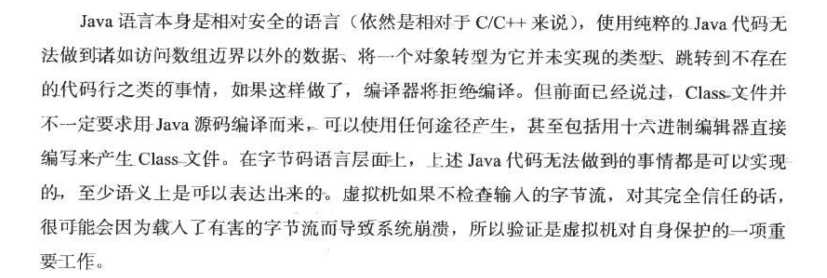 Java 语言本身是相对安全的语言（依然是相对于 C/C++ 来说），使用纯粹的 Java 代码无
法做到诸如访问数组边界以外的数据、将一个对象转型为它并未实现的类型、跳转到不存在
的代码行之类的事情，如果这样做了，编译器将拒绝编译。但前面已经说过，Class 文件并
不一定要求用 Java 源码编译而来，可以使用任何途径产生，甚至包括用十六进制编辑器直接
编写来产生 Class 文件。在字节码语言层面上，上述 Java 代码无法做到的事情都是可以实现
的，至少语义上是可以表达出来的。虚拟机如果不检查输入的字节流，对其完全信任的话，
很可能会因为载入了有害的字节流而导致系统崩溃，所以验证是虚拟机对自身保护的一项重
要工作。